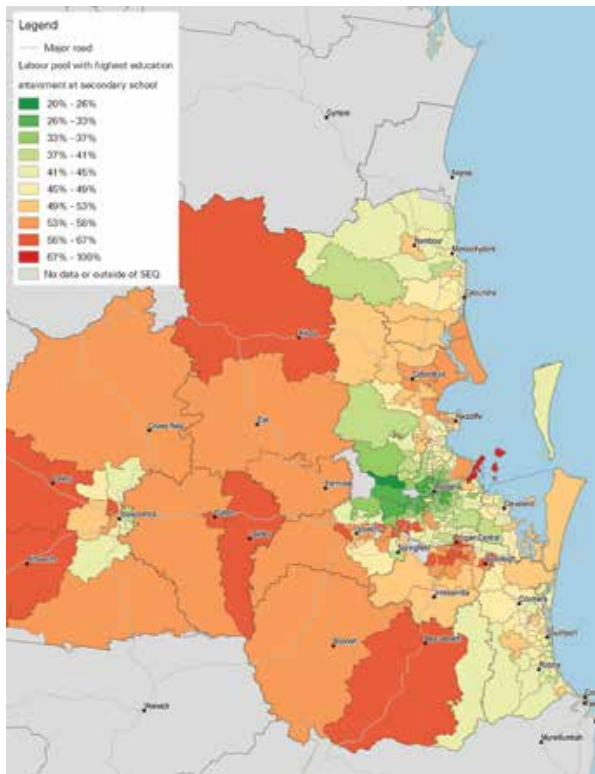 Legend
Major road
Labour pool with highest education
attainment at secondary school
20% - 26%
26% - 33%
33% - 37%
37% - 41%
41% - 45%
45% - 49%
49% - 53%
53% - 56%
56% - 67%
67% - 100%
No data or outside of SEQ
Gympie
Noosa
Nambour
Maroochydore
Caloundra
Kilcoy
Caboolture
Redcliffe
Crows Nest
Esk
Fernvale
Cleveland
Toowoomba
Gatton
Laidley
Ipswich
Springfield
Logan Central
Beenleigh
Jimboomba
Coomera
Southport
Boonah
Beaudesert
Robina
Warwick
Murwillumbah